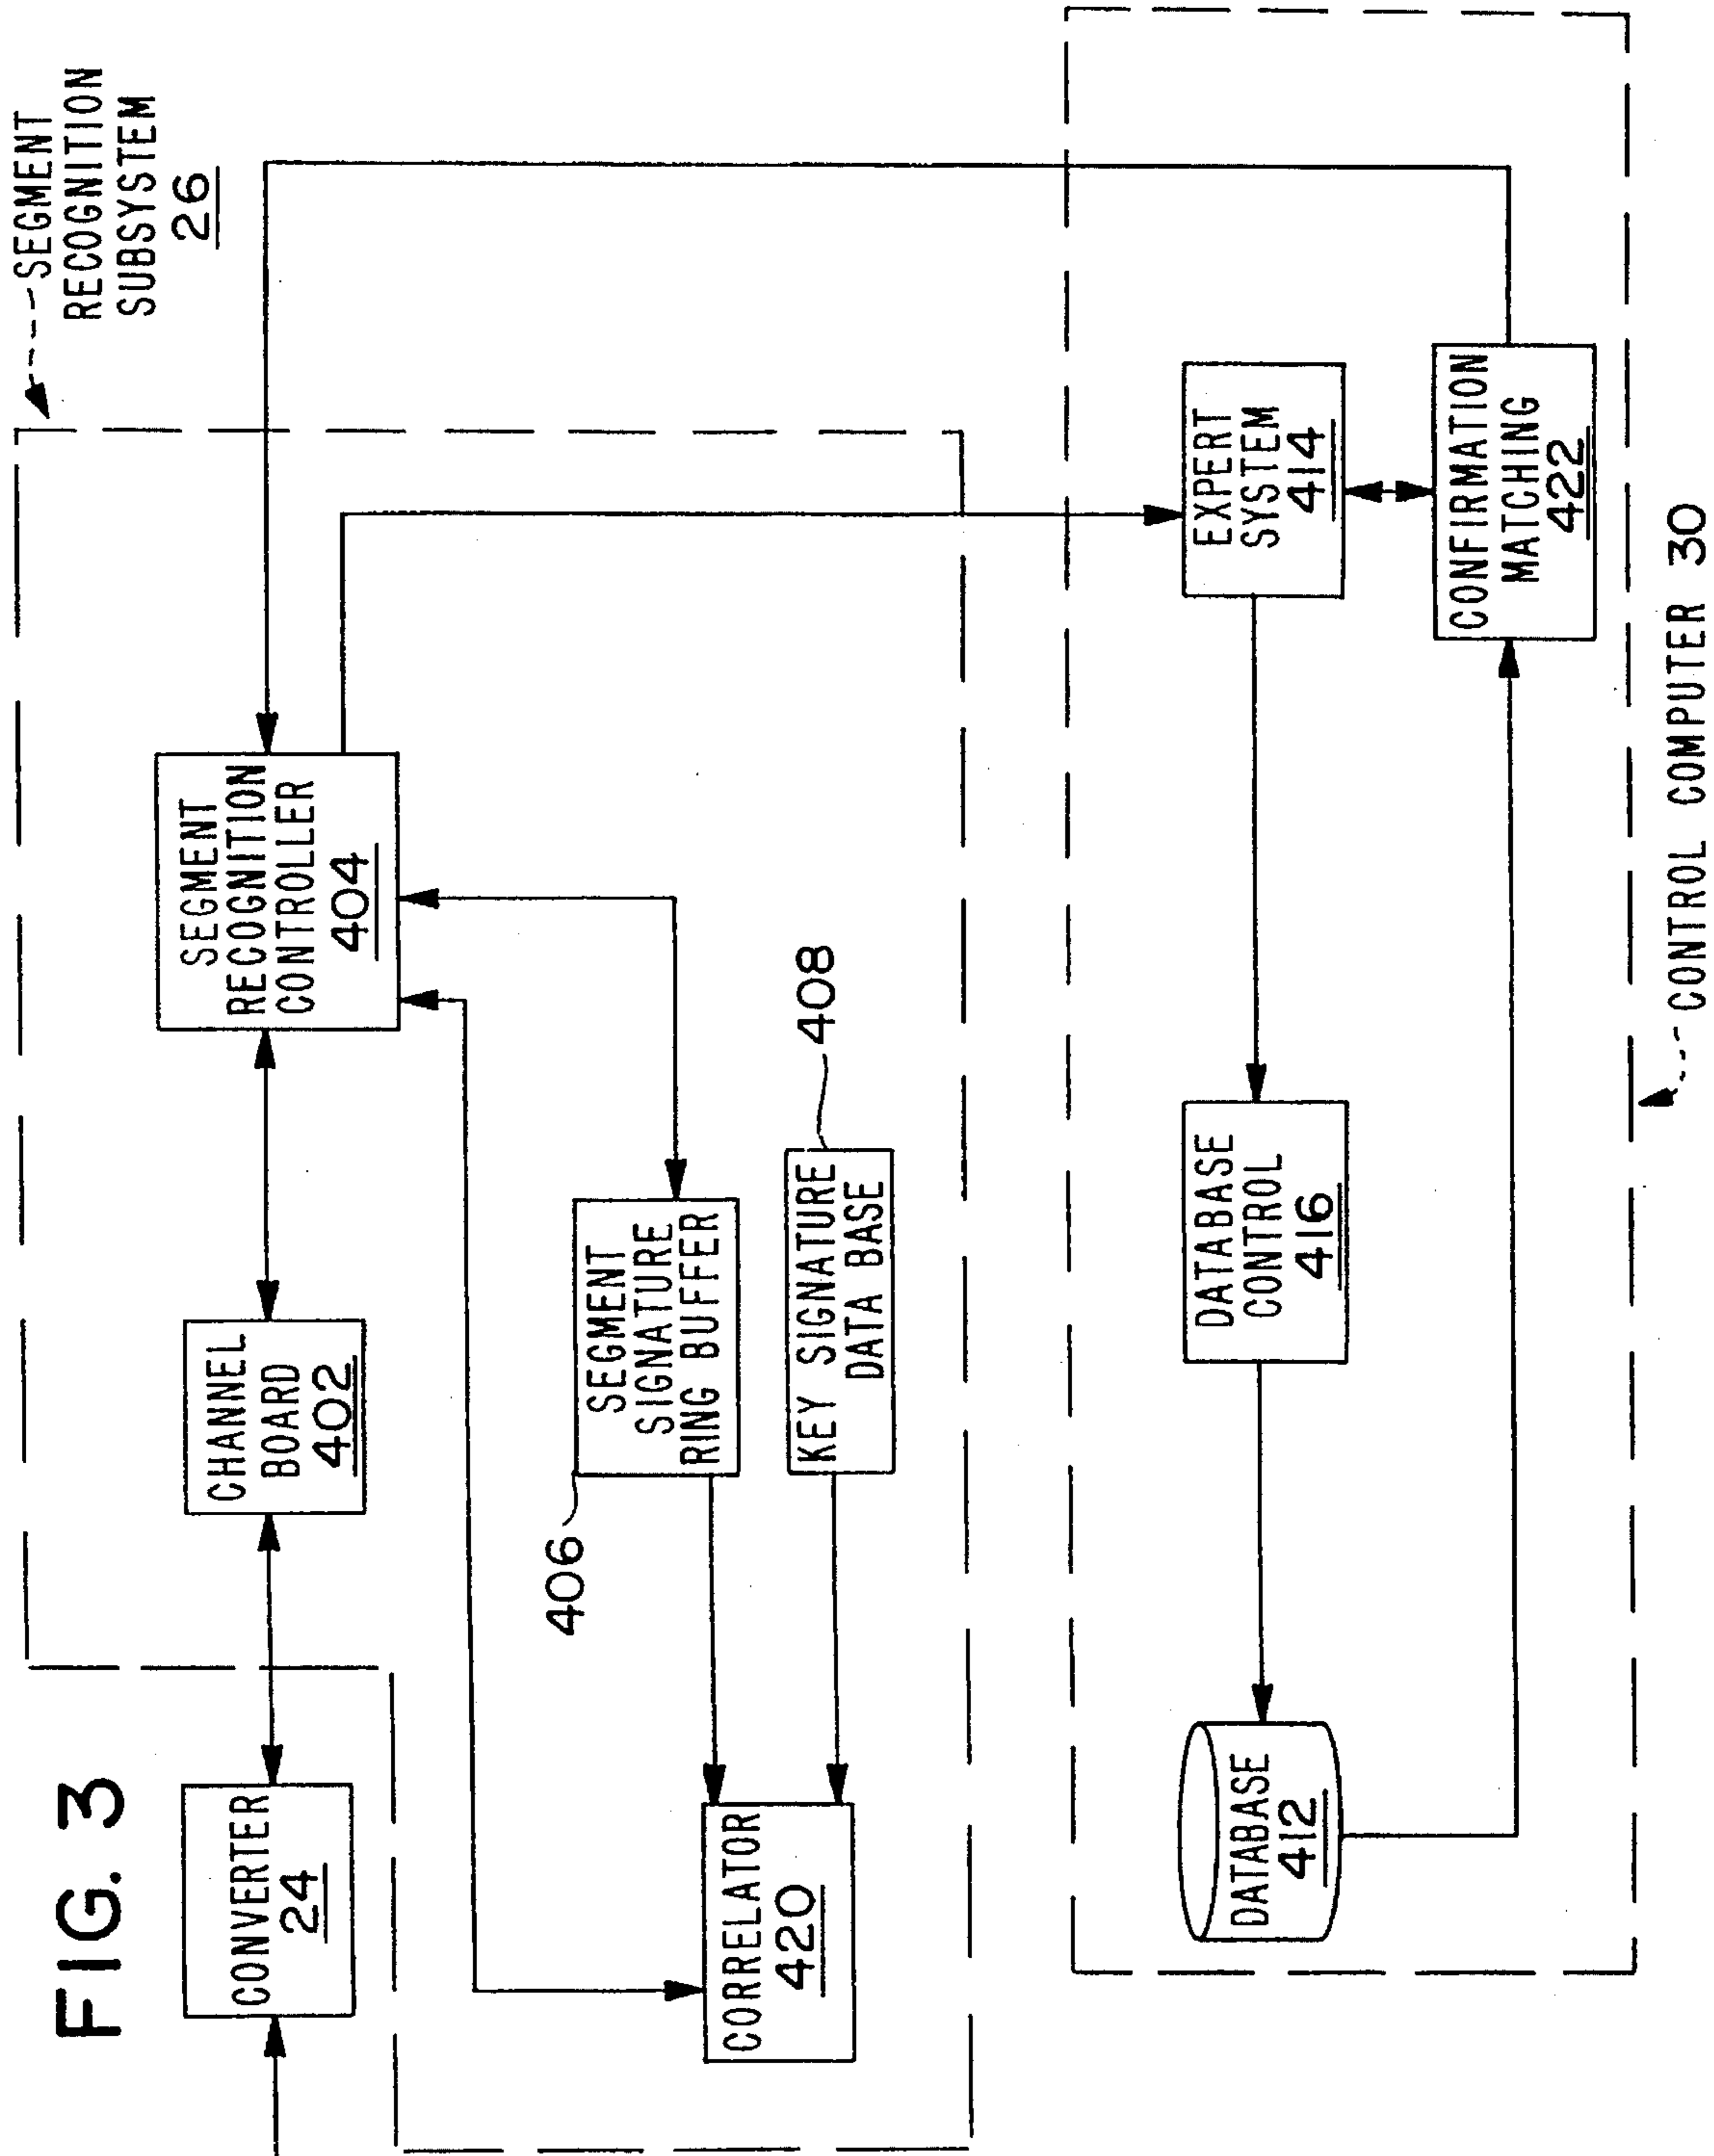 FIG. 3
SEGMENT
RECOGNITION
SUBSYSTEM
26
CONVERTER
24
CHANNEL
BOARD
402
SEGMENT
RECOGNITION
CONTROLLER
404
406
SEGMENT
SIGNATURE
RING BUFFER
408
KEY SIGNATURE
DATA BASE
CORRELATOR
420
DATABASE
412
DATABASE
CONTROL
416
EXPERT
SYSTEM
414
CONFIRMATION
MATCHING
422
CONTROL COMPUTER 30